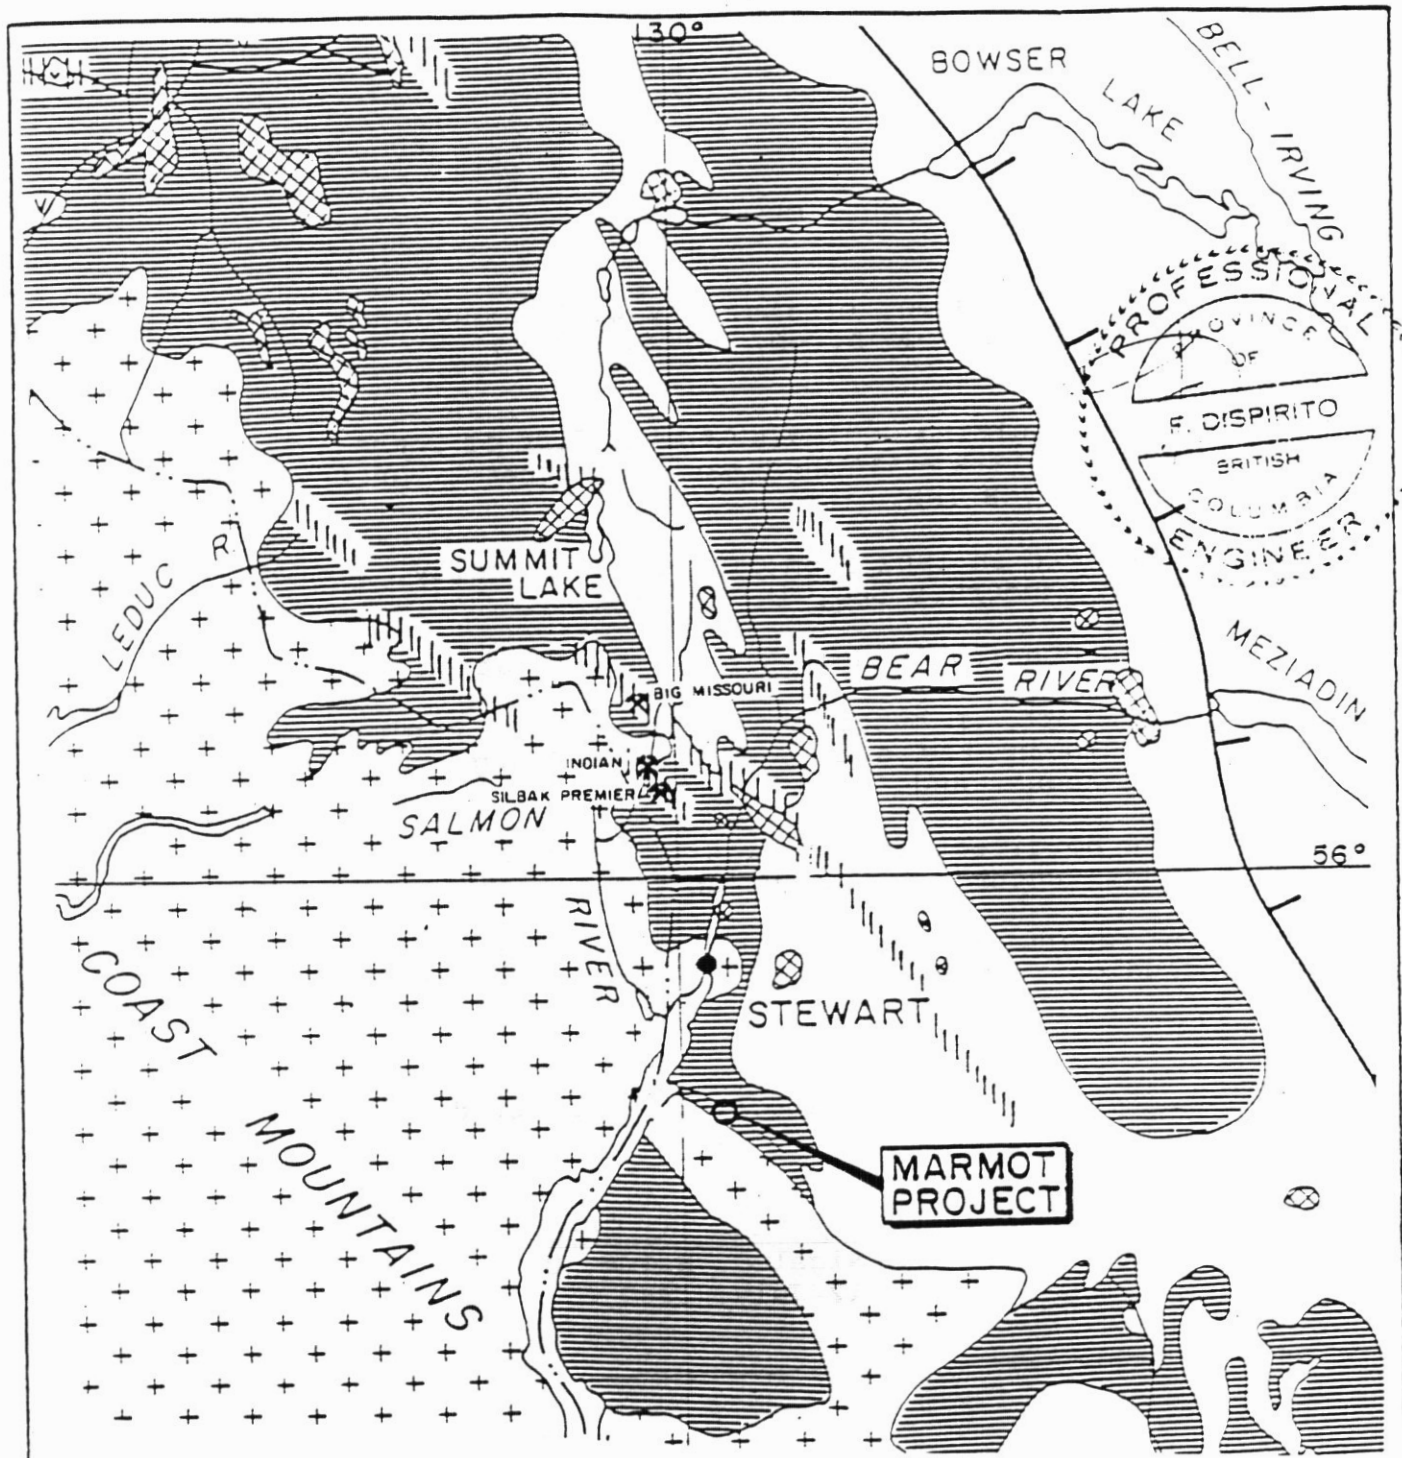 130°
BOWSER
LAKE
BELL-IRVING
PROFESSIONAL
PROVINCE
OF
F. DISPIRITO
BRITISH
COLUMBIA
ENGINEER
SUMMIT
LAKE
LEDUC R.
MEZIADIN
BEAR RIVER
BIG MISSOURI
INDIAN
SILBAK PREMIER
SALMON
RIVER
56°
COAST
MOUNTAINS
STEWART
MARMOT
PROJECT